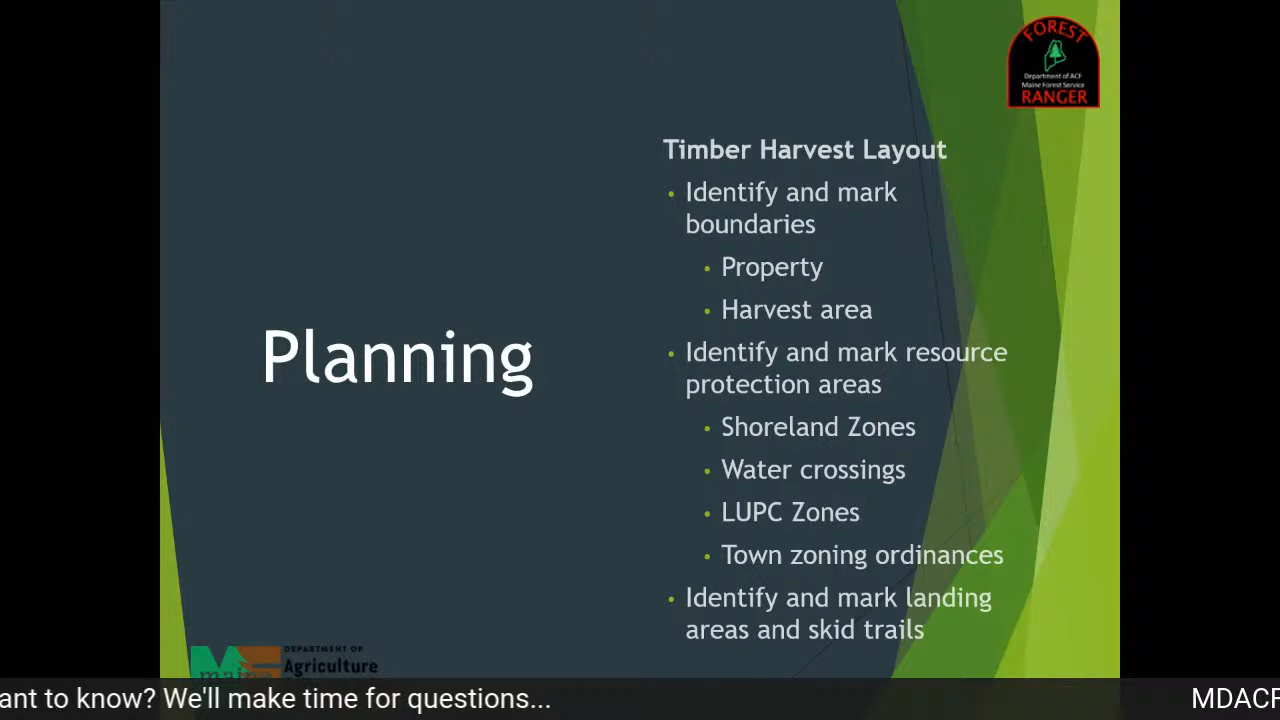 FOREST
Department of ACF
Maine Forest Service
RANGER
Timber Harvest Layout
• Identify and mark
boundaries
• Property
• Harvest area
• Identify and mark resource
protection areas
• Shoreland Zones
• Water crossings
• LUPC Zones
• Town zoning ordinances
• Identify and mark landing
areas and skid trails
Planning
DEPARTMENT OF
Agriculture
maine
ant to know? We'll make time for questions...
MDACF